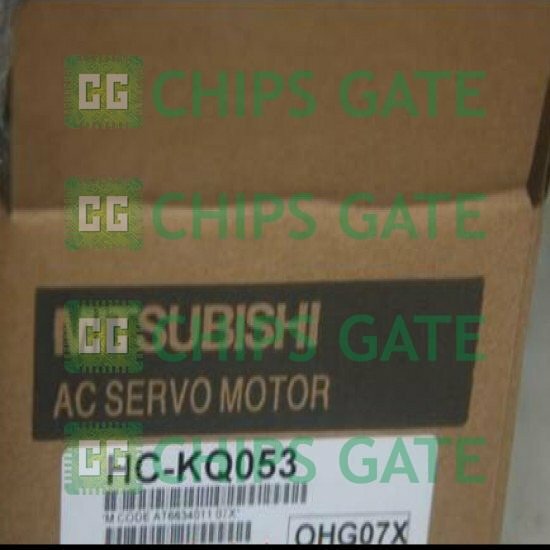 CG CHIPS GATE
CG CHIPS GATE
MITSUBISHI
CG CHIPS GATE
AC SERVO MOTOR
HC-KQ053
CG CHIPS GATE
OHG07X